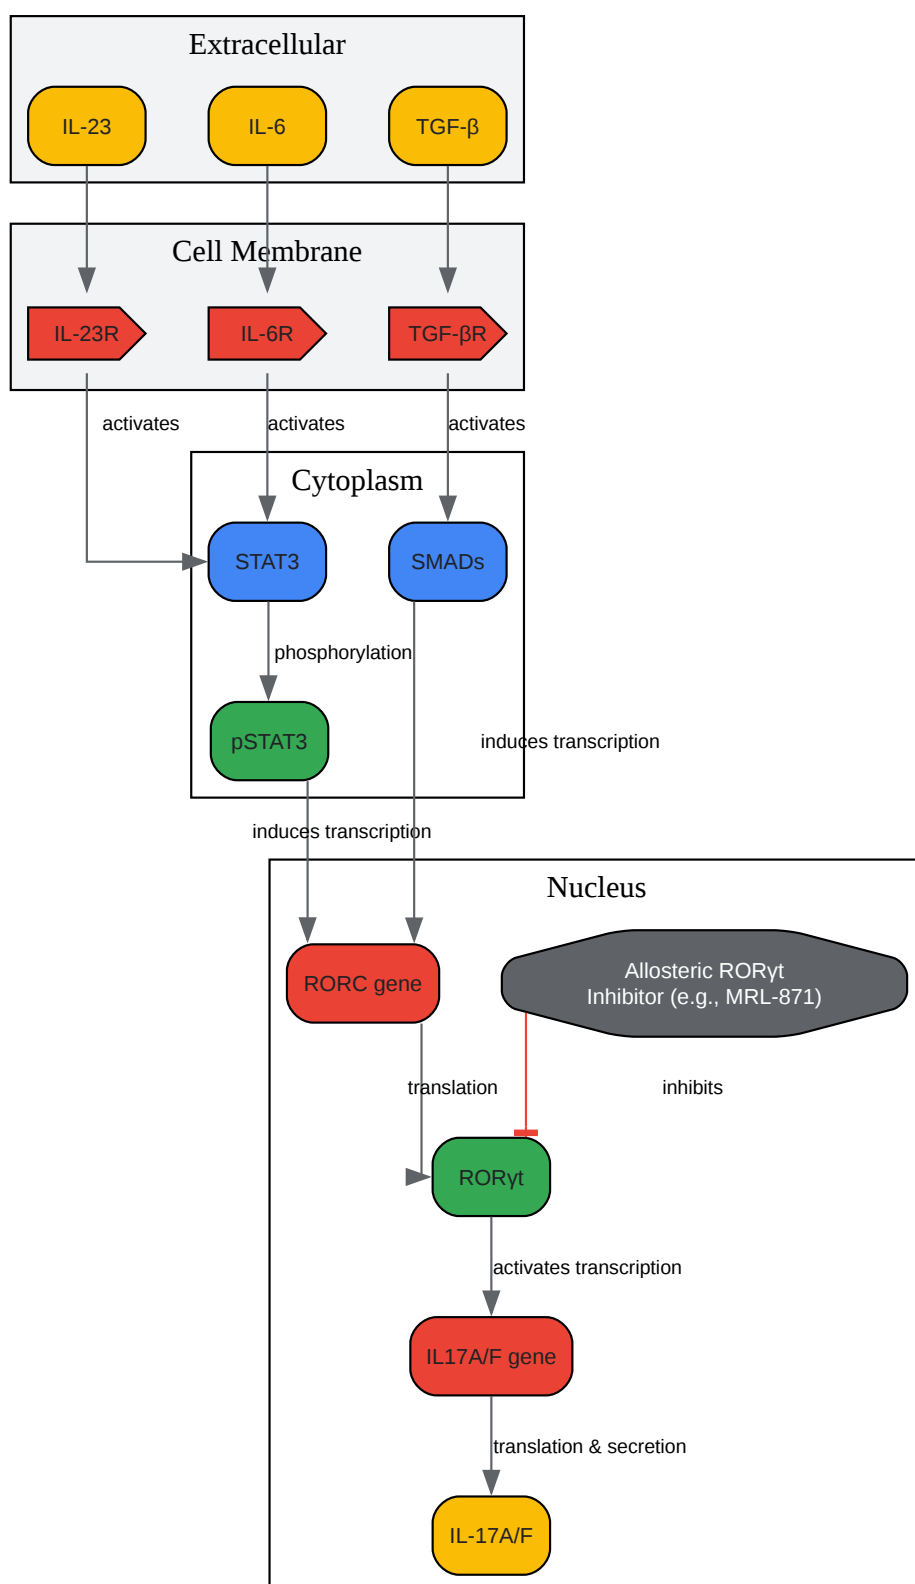 Extracellular
IL-23
IL-6
TGF-β
Cell Membrane
IL-23R
IL-6R
TGF-βR
activates
activates
activates
Cytoplasm
STAT3
SMADs
phosphorylation
pSTAT3
induces transcription
induces transcription
Nucleus
RORC gene
Allosteric RORγt
Inhibitor (e.g., MRL-871)
translation
inhibits
RORγt
activates transcription
IL17A/F gene
translation & secretion
IL-17A/F